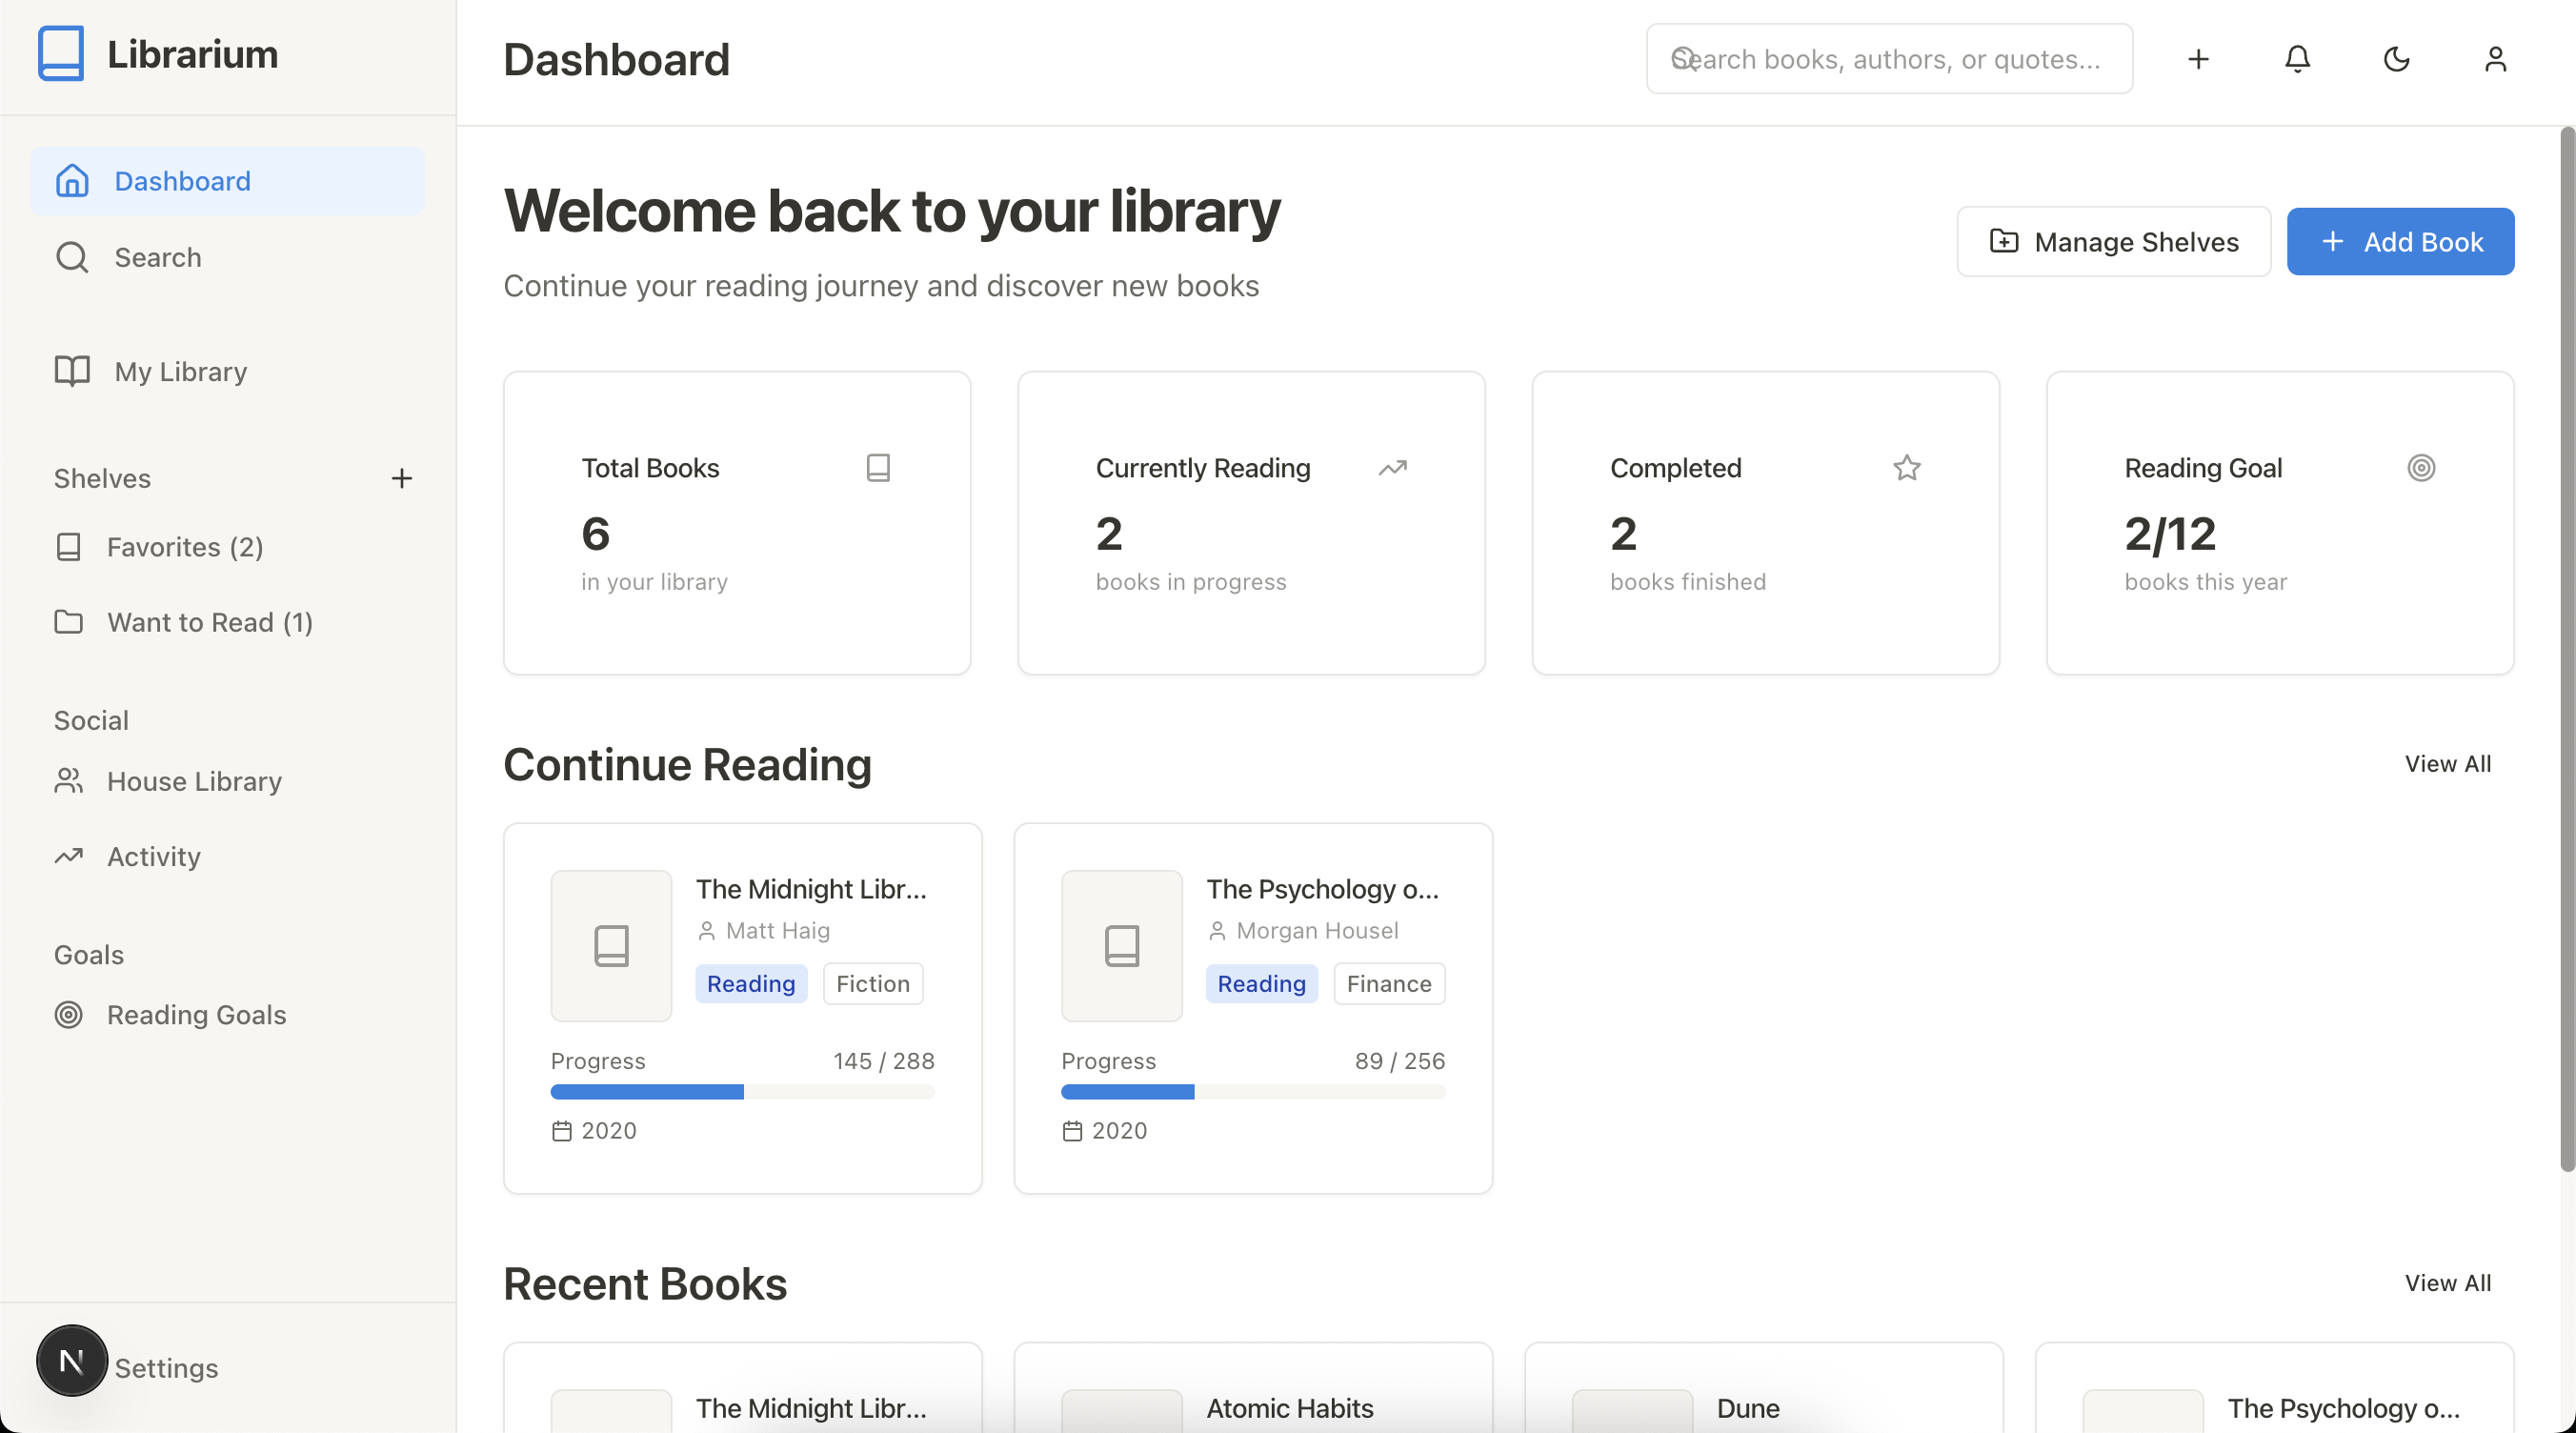 Librarium
Dashboard
Search
My Library
Shelves
Favorites (2)
Want to Read (1)
Social
House Library
Activity
Goals
Reading Goals
N
Settings
Dashboard
Search books, authors, or quotes...
Welcome back to your library
Continue your reading journey and discover new books
Manage Shelves
Add Book
Total Books
6
in your library
Currently Reading
2
books in progress
Completed
2
books finished
Reading Goal
2/12
books this year
Continue Reading
View All
The Midnight Libr...
Matt Haig
Reading Fiction
Progress 145 / 288
2020
The Psychology o...
Morgan Housel
Reading Finance
Progress 89 / 256
2020
Recent Books
View All
The Midnight Libr...
Atomic Habits
Dune
The Psychology o...